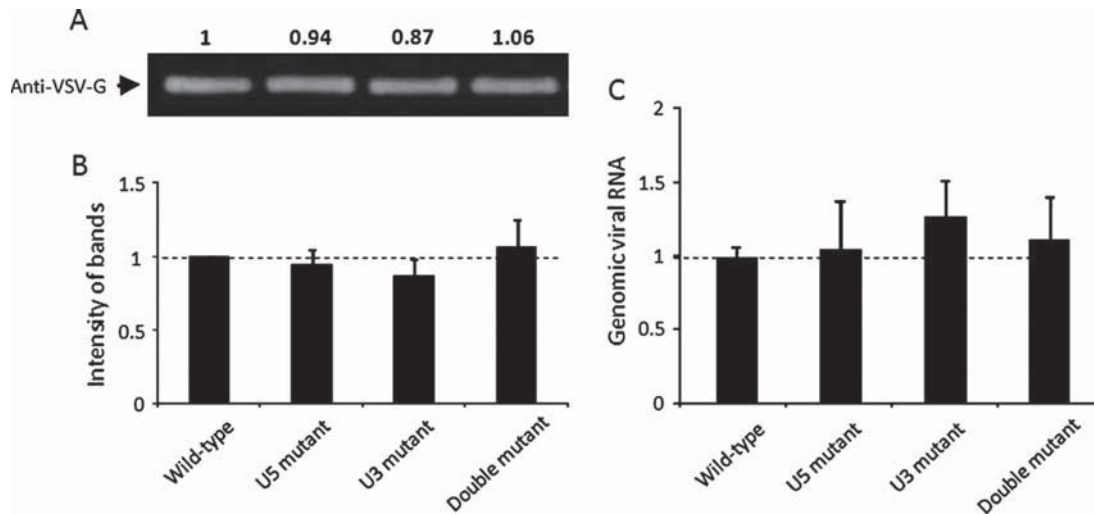 A
1 0.94 0.87 1.06
Anti-VSV-G
B
Intensity of bands
1.5
1
0.5
0
Wild-type
U5 mutant
U3 mutant
Double mutant
C
Genomic viral RNA
2
1.5
1
0.5
0
Wild-type
U5 mutant
U3 mutant
Double mutant